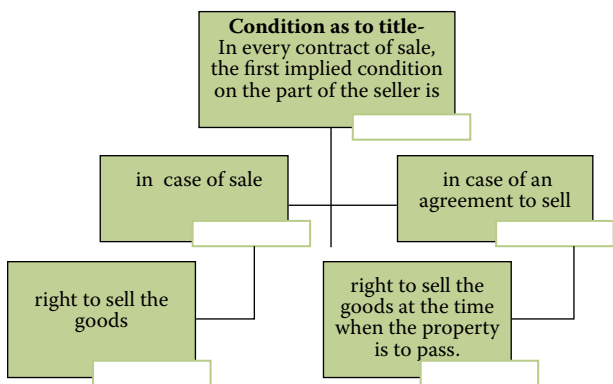 Condition as to title-
In every contract of sale,
the first implied condition
on the part of the seller is
in case of sale
in case of an
agreement to sell
right to sell the
goods
right to sell the
goods at the time
when the property
is to pass.